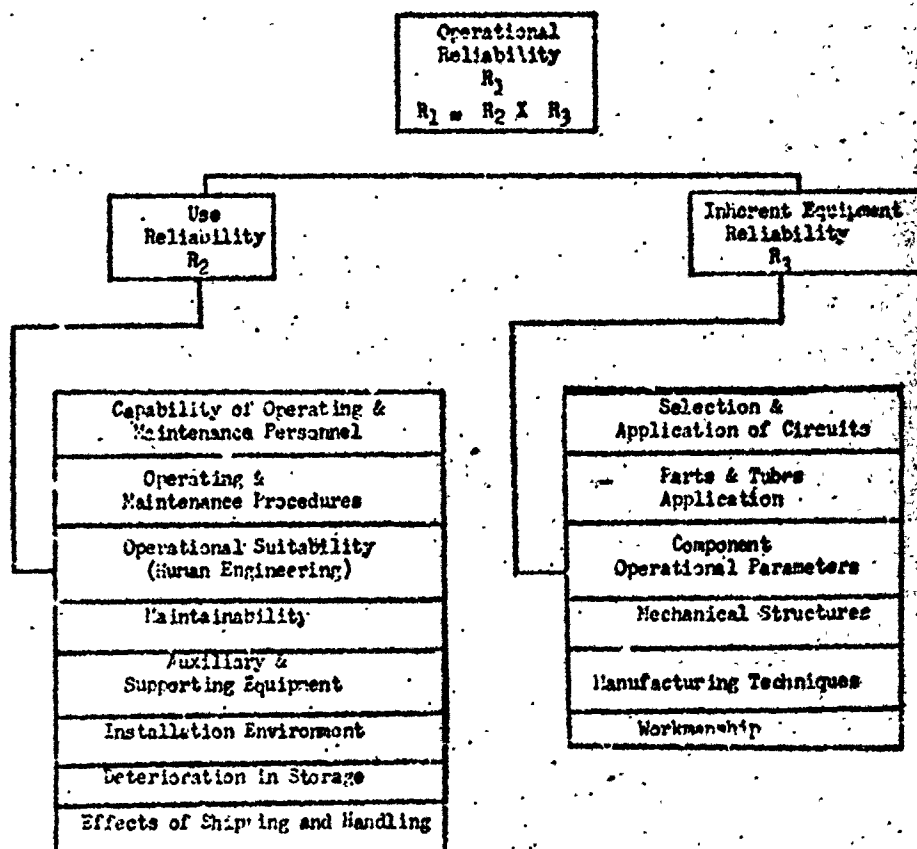 Operational
Reliability
R1
R1 = R2 X R3
Use
Reliability
R2
Inherent Equipment
Reliability
R3
Capability of Operating &
Maintenance Personnel
Operating &
Maintenance Procedures
Operational Suitability
(Human Engineering)
Maintainability
Auxiliary &
Supporting Equipment
Installation Environment
Deterioration in Storage
Effects of Shipping and Handling
Selection &
Application of Circuits
Parts & Tubes
Application
Component
Operational Parameters
Mechanical Structures
Manufacturing Techniques
Workmanship